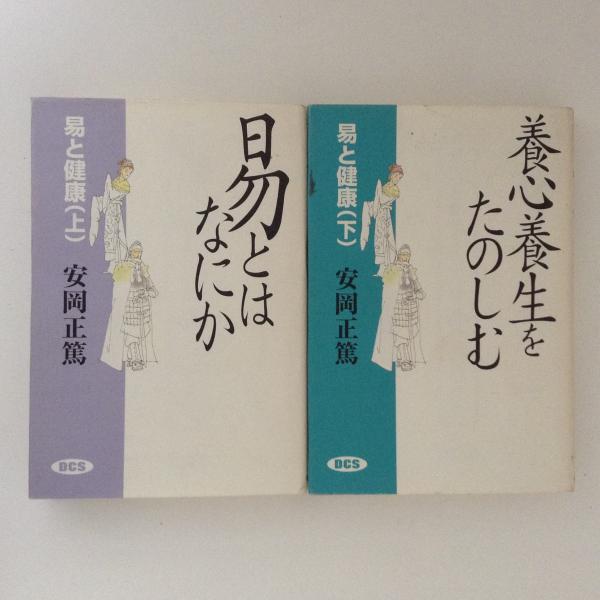 易と健康(上)
易とは
なにか
安岡正篤
DCS
易と健康(下)
養心養生を
たのしむ
安岡正篤
DCS